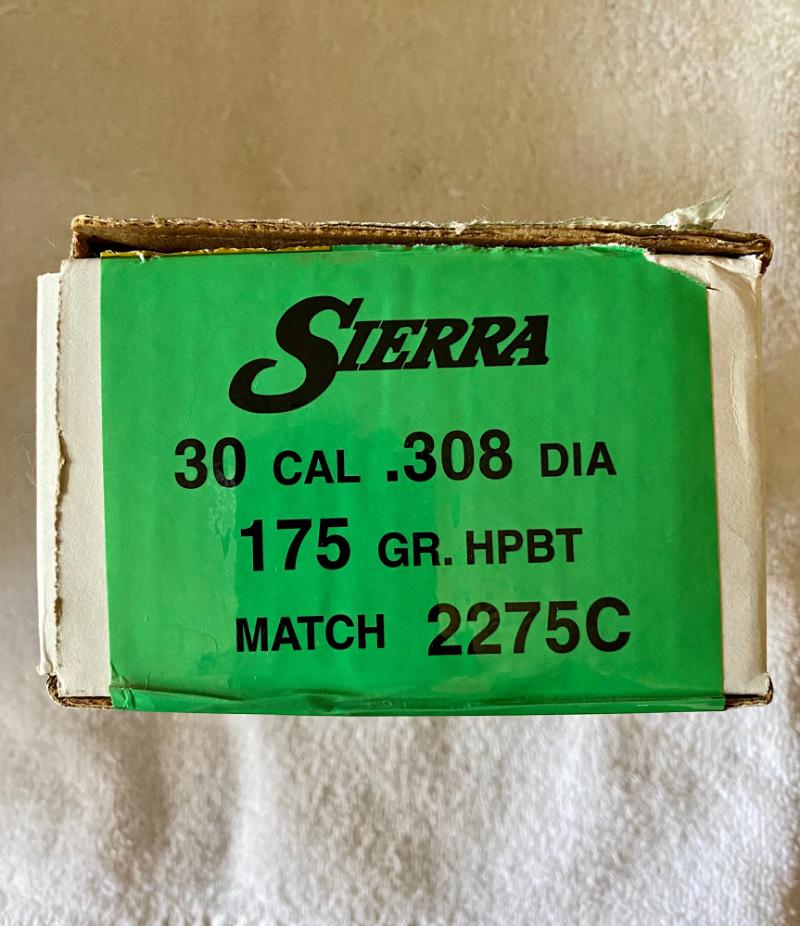 SIERRA
30 CAL .308 DIA
175 GR. HPBT
MATCH 2275C